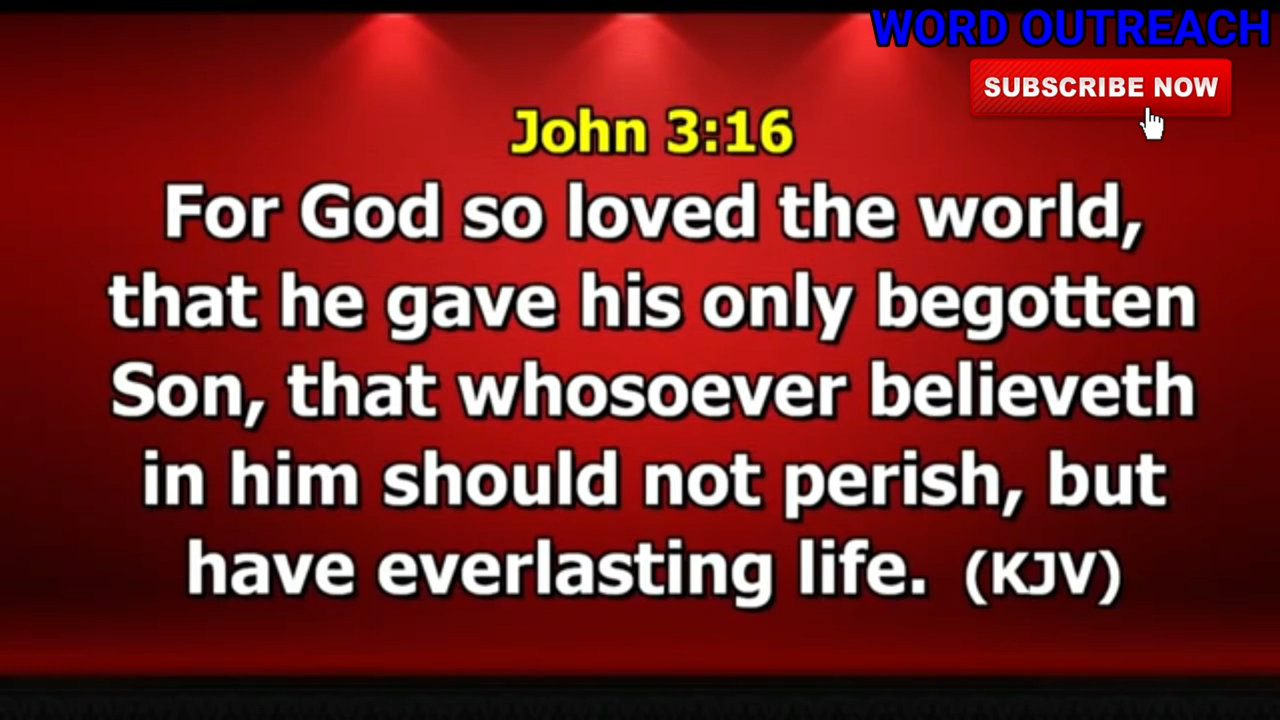 WORD OUTREACH
SUBSCRIBE NOW
John 3:16
For God so loved the world,
that he gave his only begotten
Son, that whosoever believeth
in him should not perish, but
have everlasting life. (KJV)